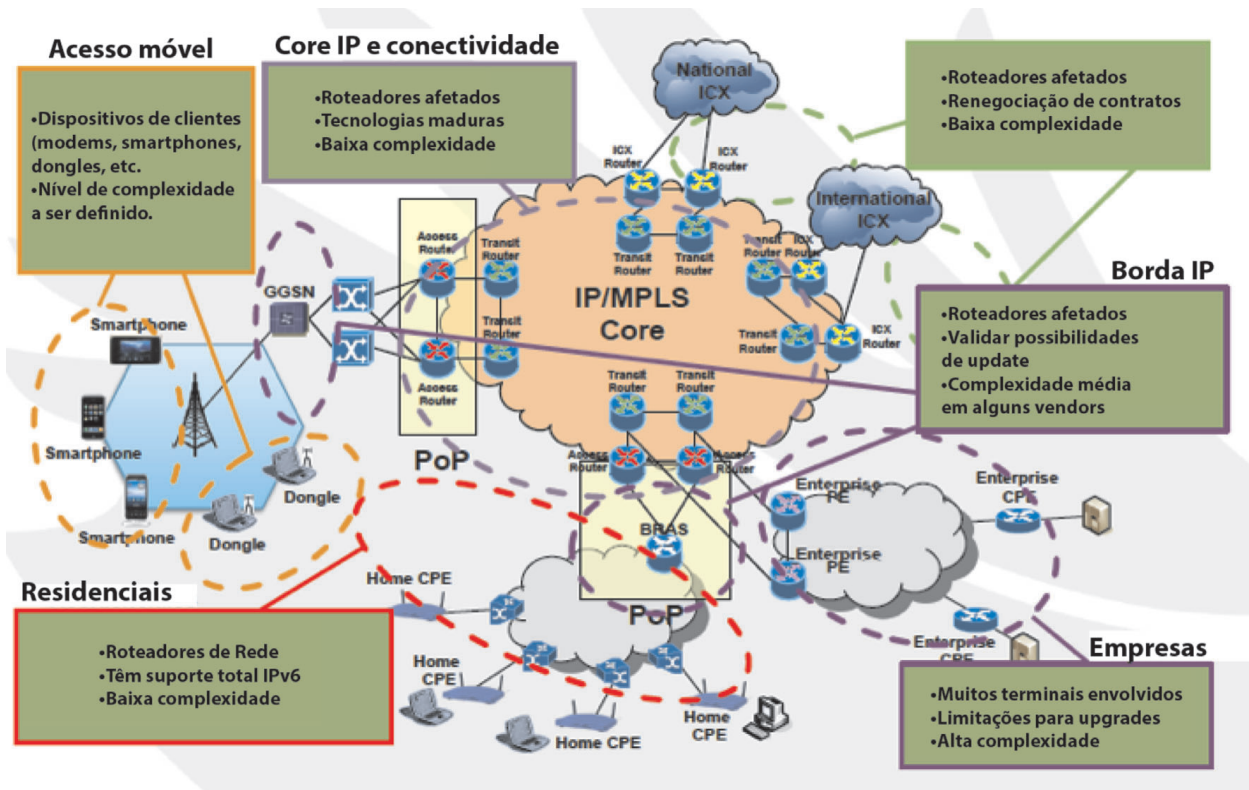 Acesso móvel
•Dispositivos de clientes
(modems, smartphones,
dongles, etc.
•Nível de complexidade
a ser definido.
Core IP e conectividade
•Roteadores afetados
•Tecnologias maduras
•Baixa complexidade
National
ICX
•Roteadores afetados
•Renegociação de contratos
•Baixa complexidade
ICX
Router
ICX
Router
International
ICX
Transit
Router
Transit
Router
Transit
Router
ICX
Router
Access
Router
Transit
Router
GGSN
IP/MPLS
Core
Borda IP
•Roteadores afetados
•Validar possibilidades
de update
•Complexidade média
em alguns vendors
Smartphone
Transit
Router
Transit
Router
ICX
Router
Access
Router
Transit
Router
Transit
Router
Smartphone
PoP
Access
Router
Access
Router
Dongle
Enterprise
PE
Enterprise
CPE
Smartphone
Dongle
BRAS
Enterprise
PE
Residenciais
•Roteadores de Rede
•Têm suporte total IPv6
•Baixa complexidade
Home CPE
PoP
Enterprise
CPE
Home
CPE
Home CPE
Home
CPE
Empresas
•Muitos terminais envolvidos
•Limitações para upgrades
•Alta complexidade